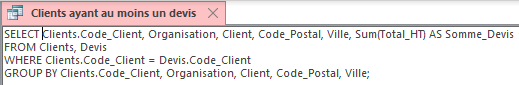 Clients ayant au moins un devis
SELECT Clients.Code_Client, Organisation, Client, Code_Postal, Ville, Sum(Total_HT) AS Somme_Devis
FROM Clients, Devis
WHERE Clients.Code_Client = Devis.Code_Client
GROUP BY Clients.Code_Client, Organisation, Client, Code_Postal, Ville;